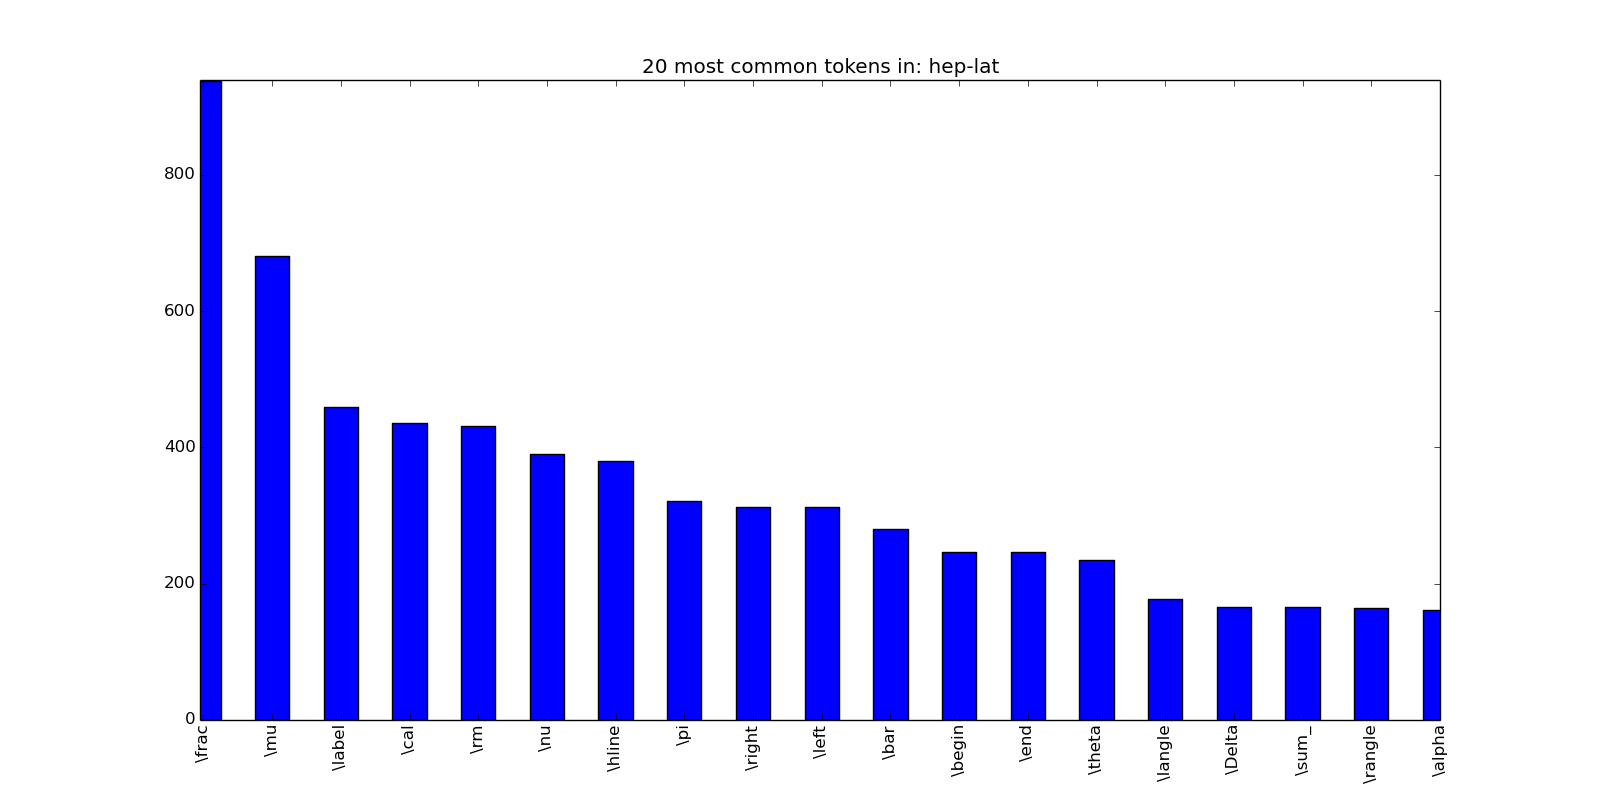 20 most common tokens in: hep-lat
800
600
400
200
0
\frac
\mu
\label
\cal
\rm
\nu
\hline
\pi
\right
\left
\bar
\begin
\end
\theta
\langle
\Delta
\sum_
\rangle
\alpha